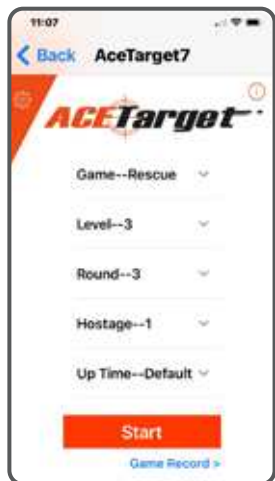 11:07
Back AceTarget7
ACETarget
Game--Rescue
Level--3
Round--3
Hostage--1
Up Time--Default
Start
Game Record >